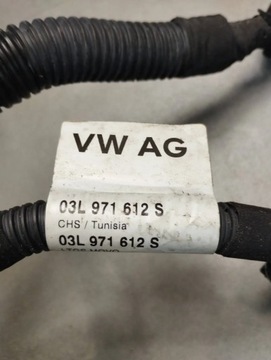 VW AG
03L 971 612 S
CHS / Tunisia
03L 971 612 S